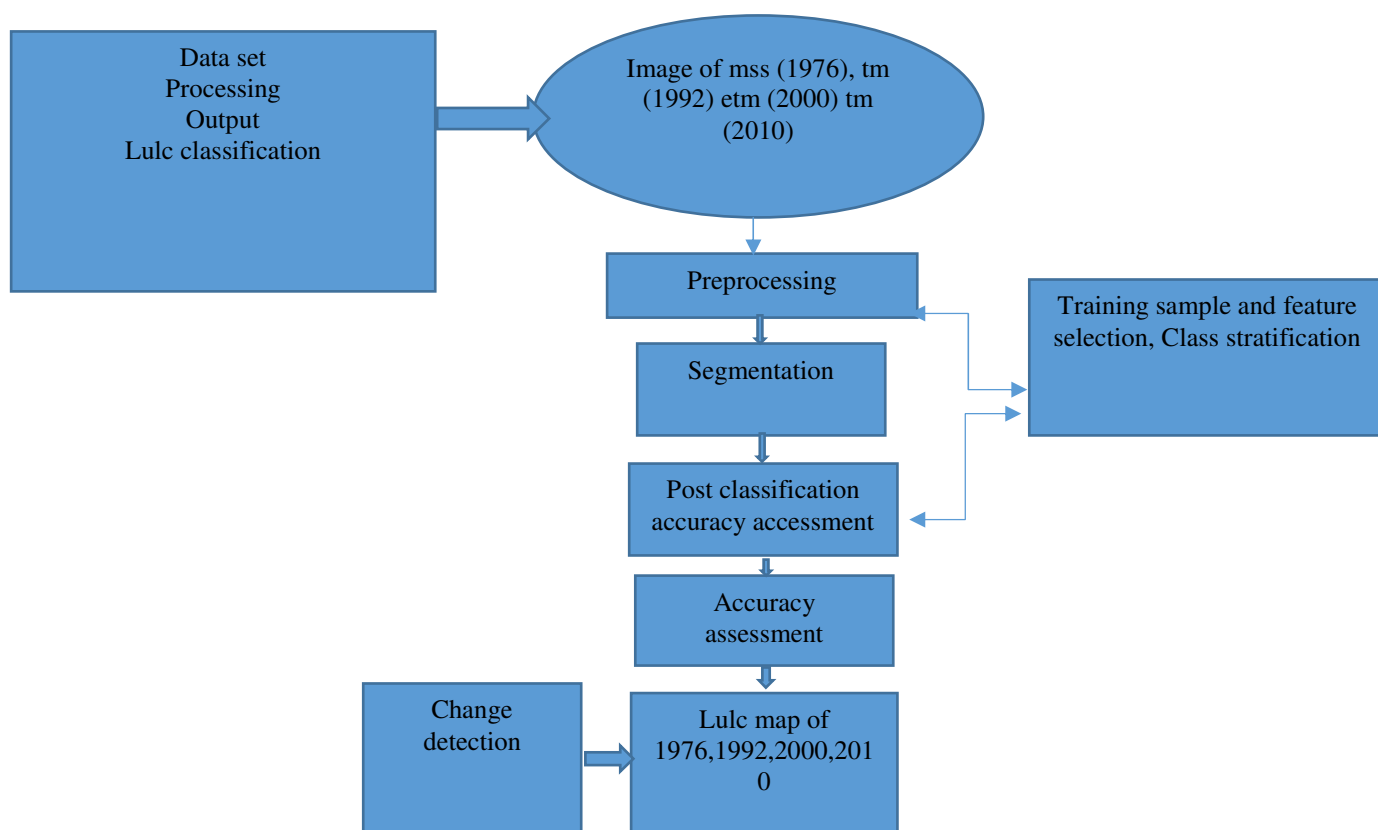 Data set
Processing
Output
Lulc classification
Image of mss (1976), tm
(1992) etm (2000) tm
(2010)
Preprocessing
Training sample and feature
selection, Class stratification
Segmentation
Post classification
accuracy accessment
Accuracy
assessment
Change
detection
Lulc map of
1976,1992,2000,201
0